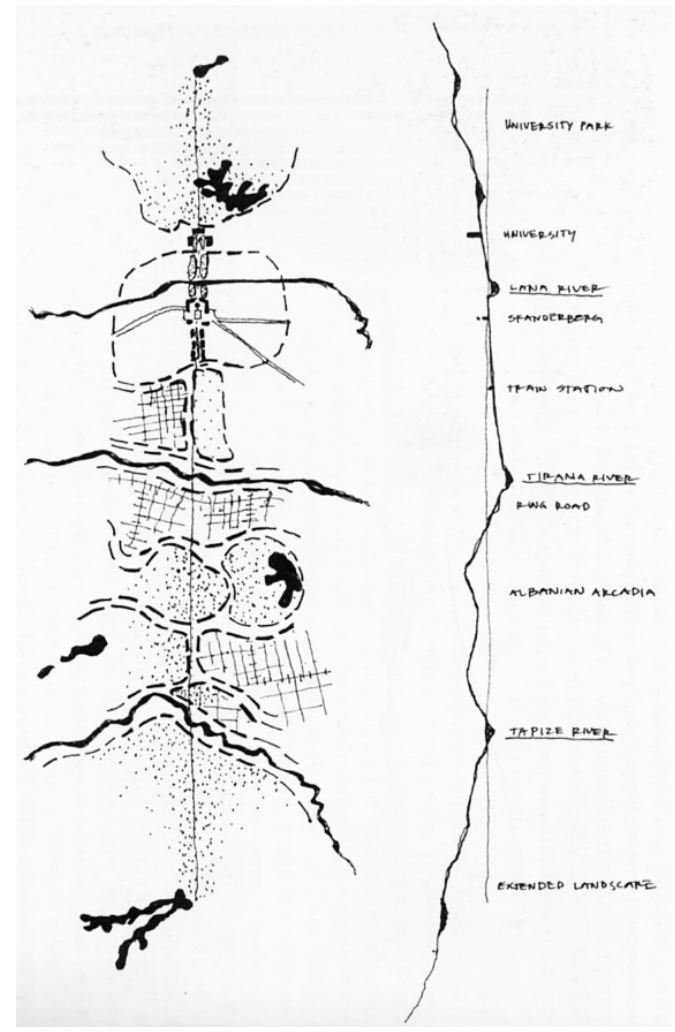 UNIVERSITY PARK
UNIVERSITY
LANA RIVER
SKANDERBERG
TRAIN STATION
TIRANA RIVER
RING ROAD
ALBANIAN ARCADIA
TAPIZE RIVER
EXTENDED LANDSCAPE